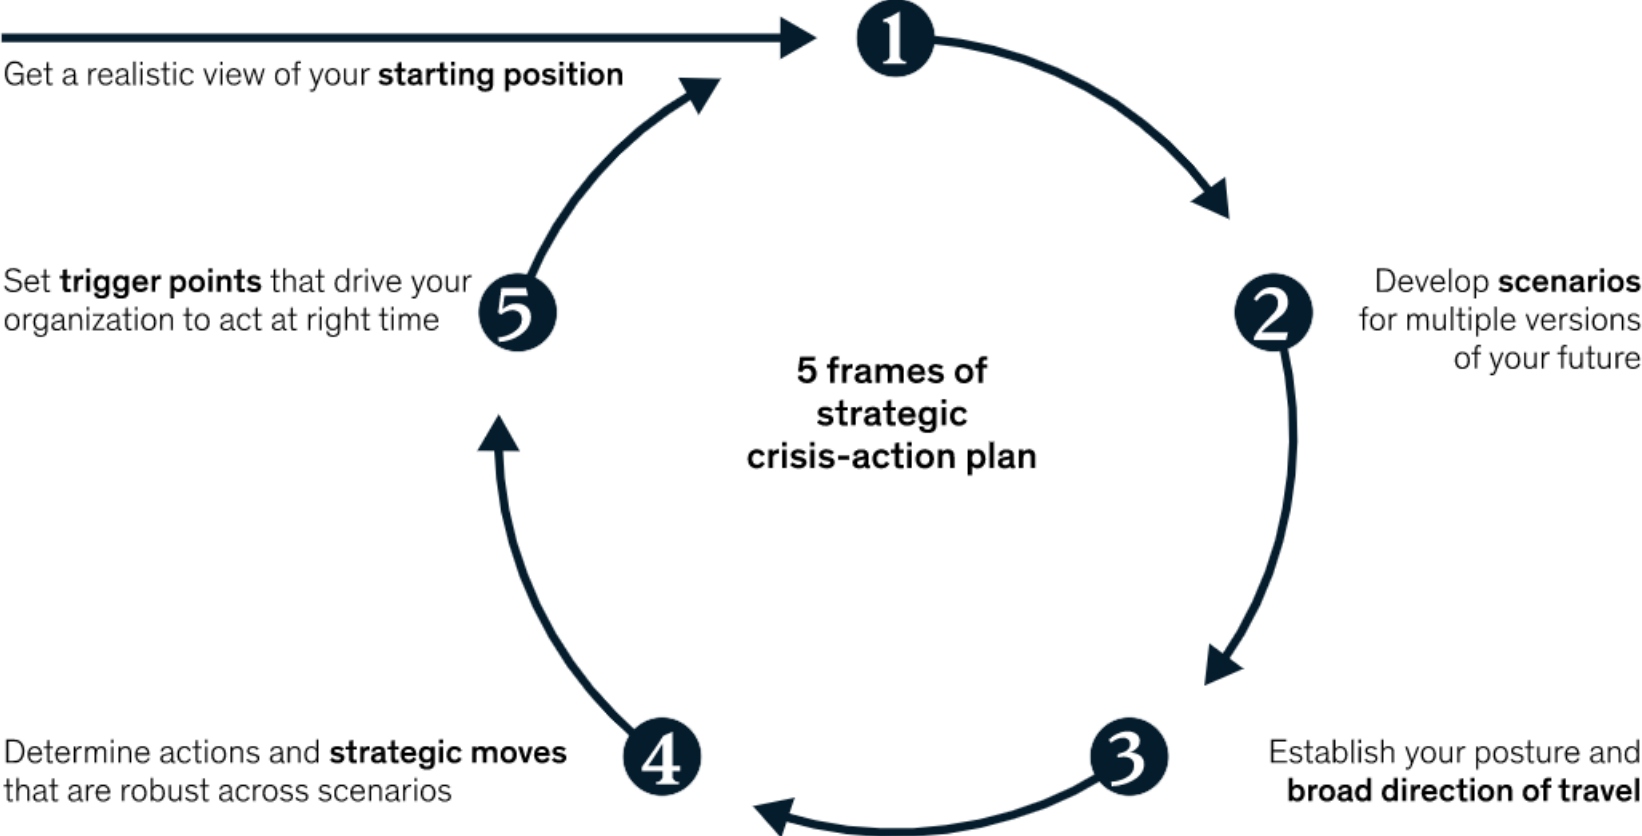 1
Get a realistic view of your starting position
2
Develop scenarios
for multiple versions
of your future
3
Establish your posture and
broad direction of travel
4
Determine actions and strategic moves
that are robust across scenarios
5
Set trigger points that drive your
organization to act at right time
5 frames of
strategic
crisis-action plan